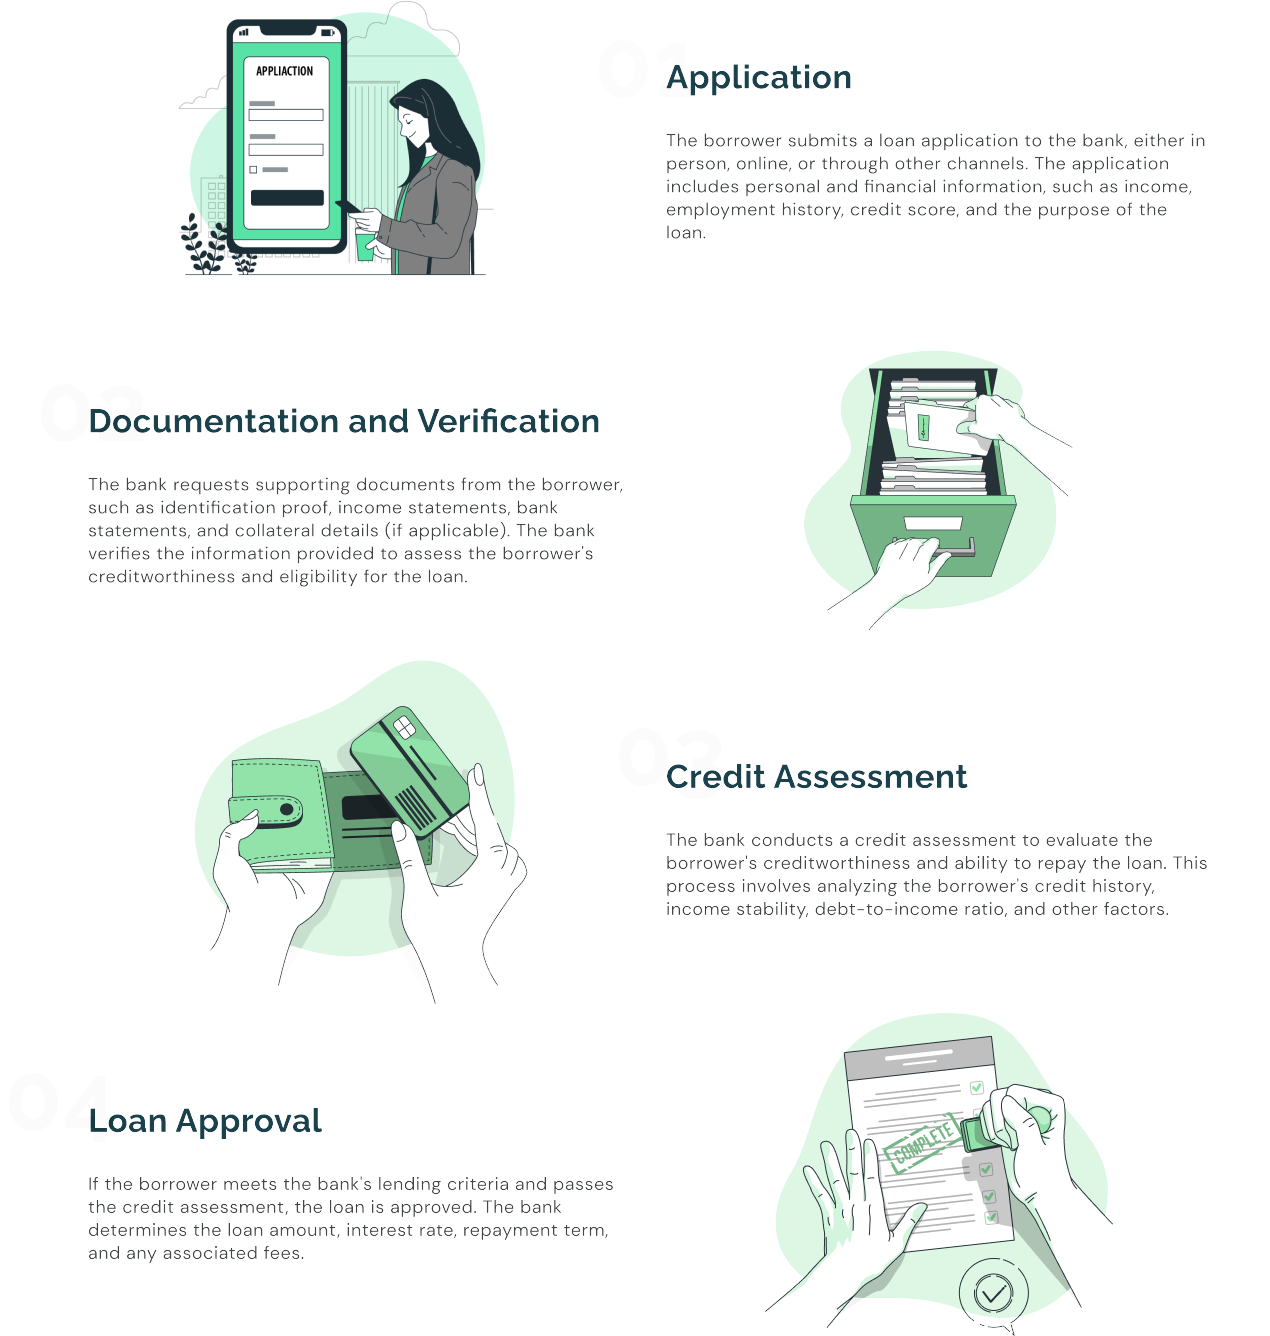 APPLIACTION
01
Application
The borrower submits a loan application to the bank, either in
person, online, or through other channels. The application
includes personal and financial information, such as income,
employment history, credit score, and the purpose of the
loan.
02
Documentation and Verification
The bank requests supporting documents from the borrower,
such as identification proof, income statements, bank
statements, and collateral details (if applicable). The bank
verifies the information provided to assess the borrower's
creditworthiness and eligibility for the loan.
03
Credit Assessment
The bank conducts a credit assessment to evaluate the
borrower's creditworthiness and ability to repay the loan. This
process involves analyzing the borrower's credit history,
income stability, debt-to-income ratio, and other factors.
04
Loan Approval
If the borrower meets the bank's lending criteria and passes
the credit assessment, the loan is approved. The bank
determines the loan amount, interest rate, repayment term,
and any associated fees.
COMPLETE